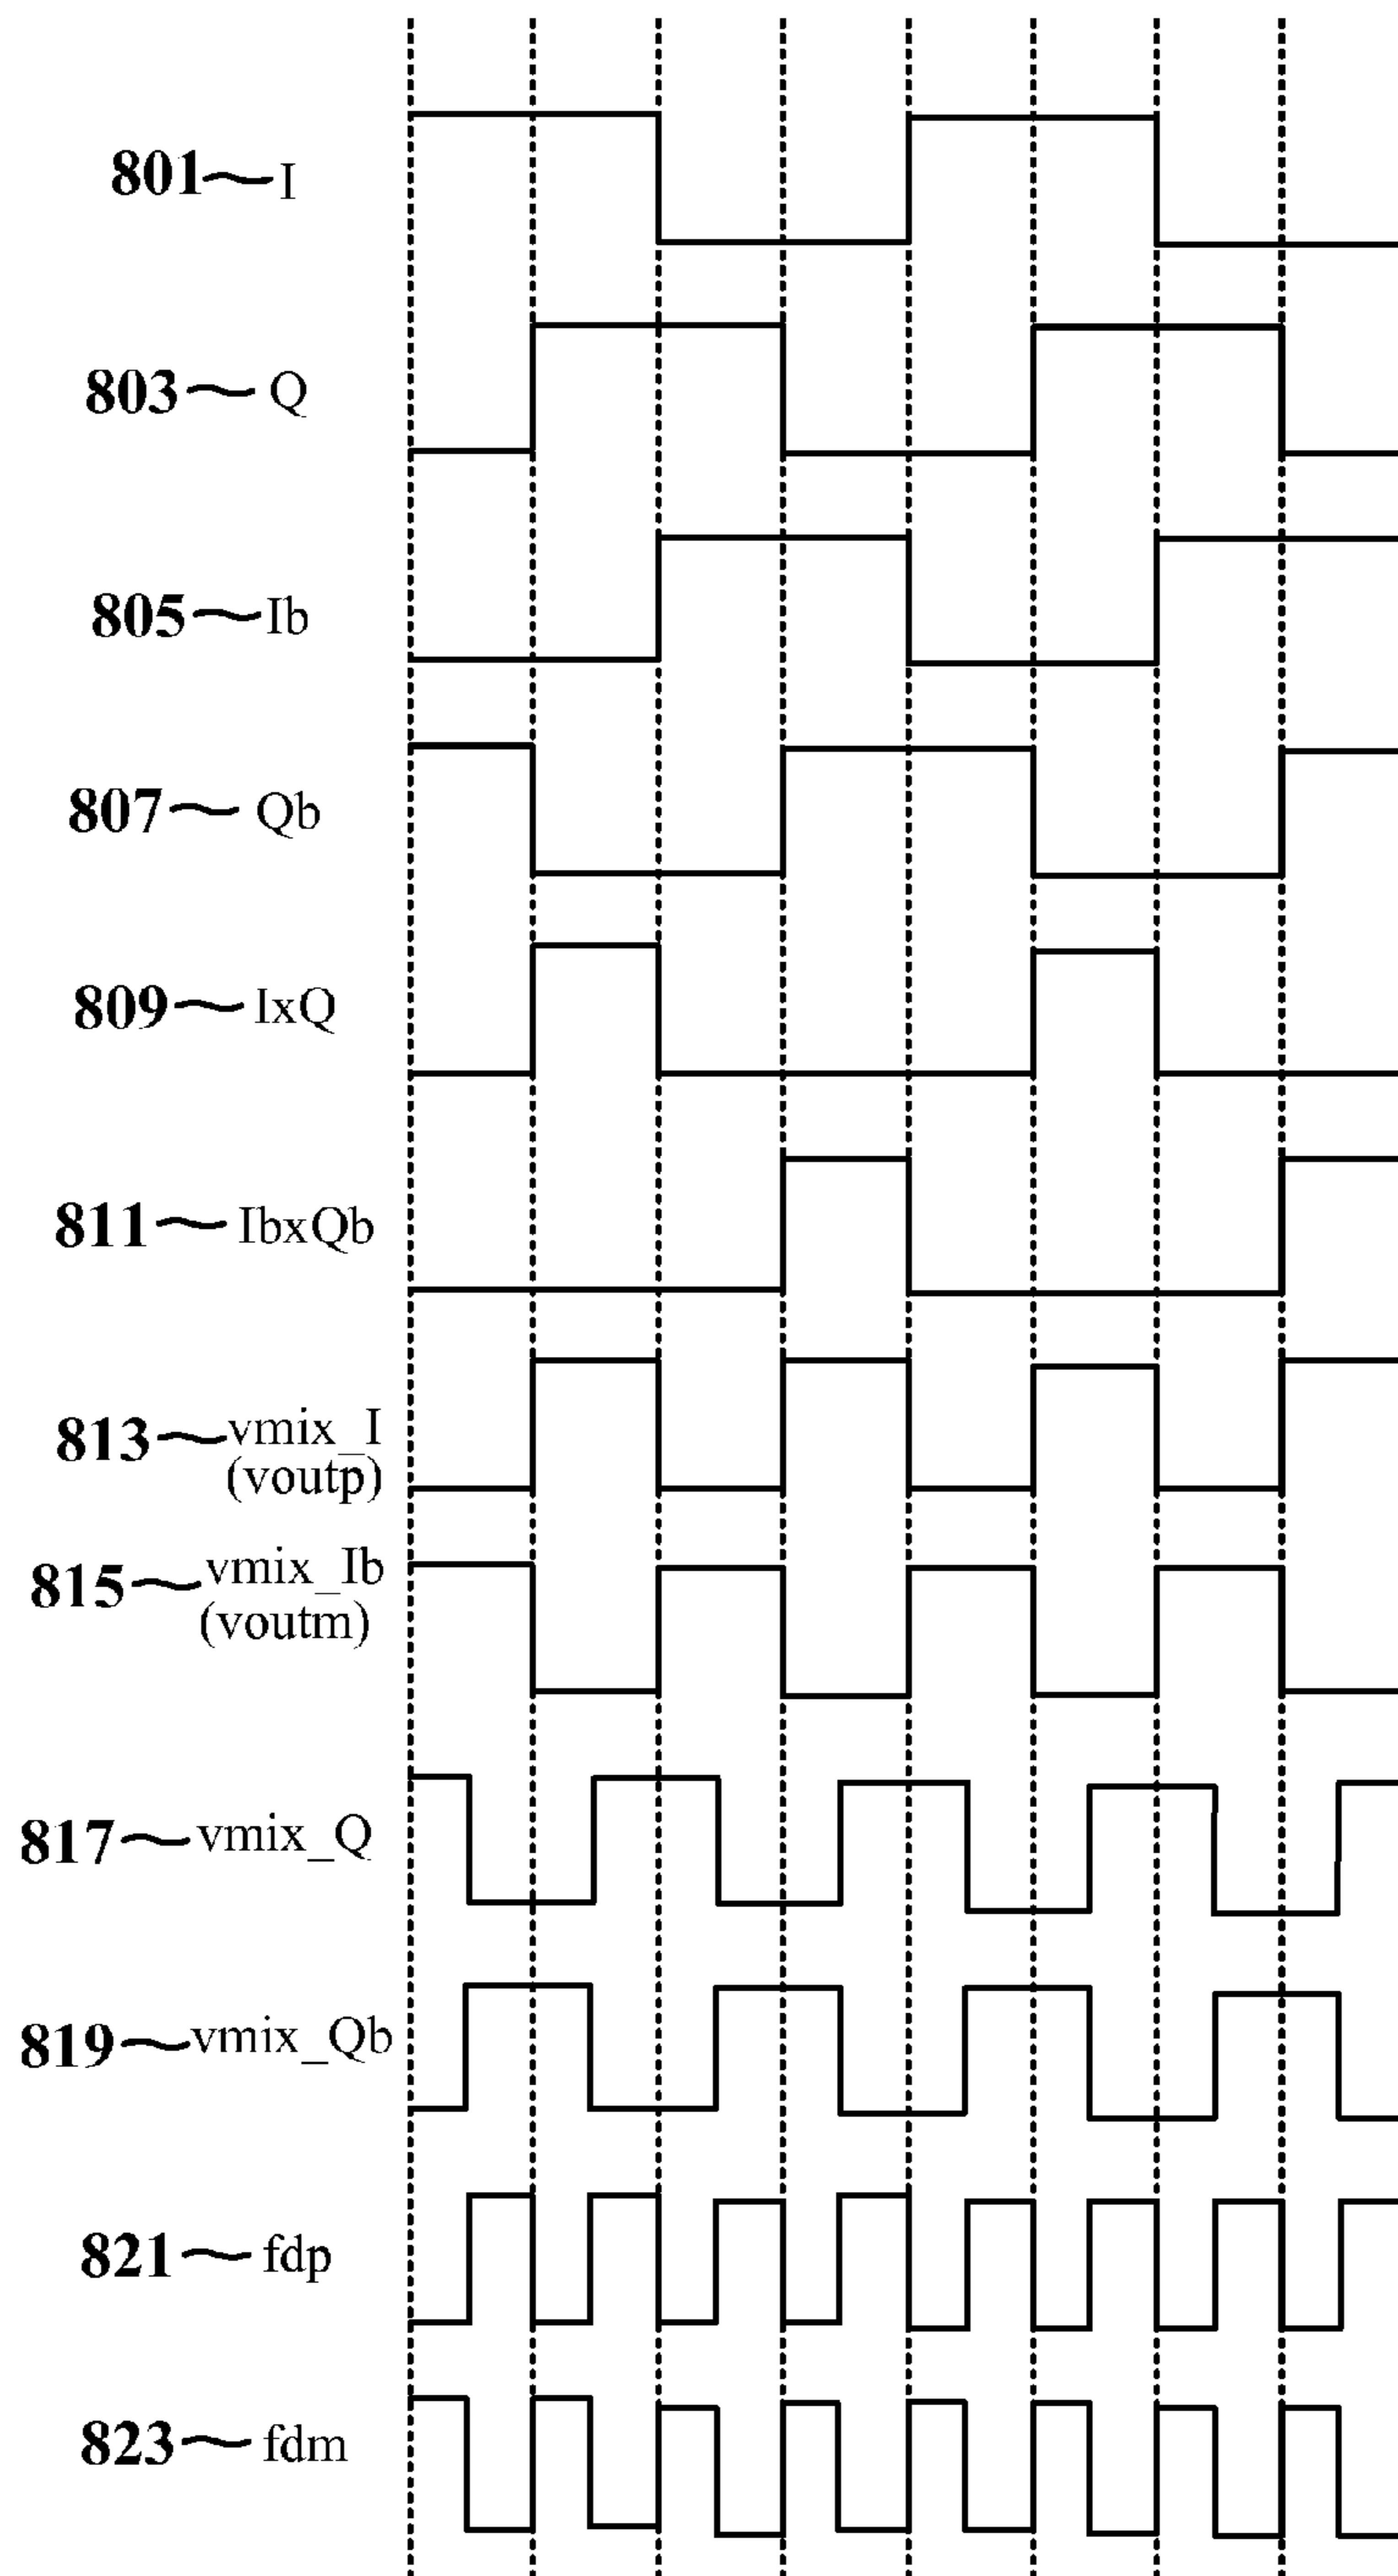 801 I
803 Q
805 Ib
807 Qb
809 IxQ
811 IbxQb
813 vmix_I
(voutp)
815 vmix_Ib
(voutm)
817 vmix_Q
819 vmix_Qb
821 fdp
823 fdm